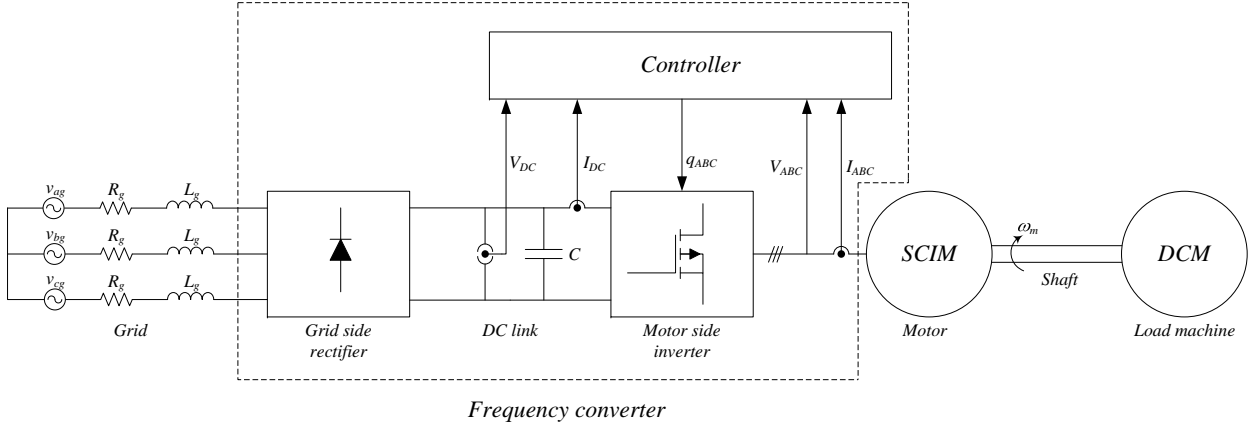 Controller
V_DC
I_DC
q_ABC
V_ABC
I_ABC
v_ag
R_g
L_g
v_bg
R_g
L_g
v_cg
R_g
L_g
C
SCIM
ω_m
Shaft
DCM
Grid
Grid side
rectifier
DC link
Motor side
inverter
Motor
Load machine
Frequency converter